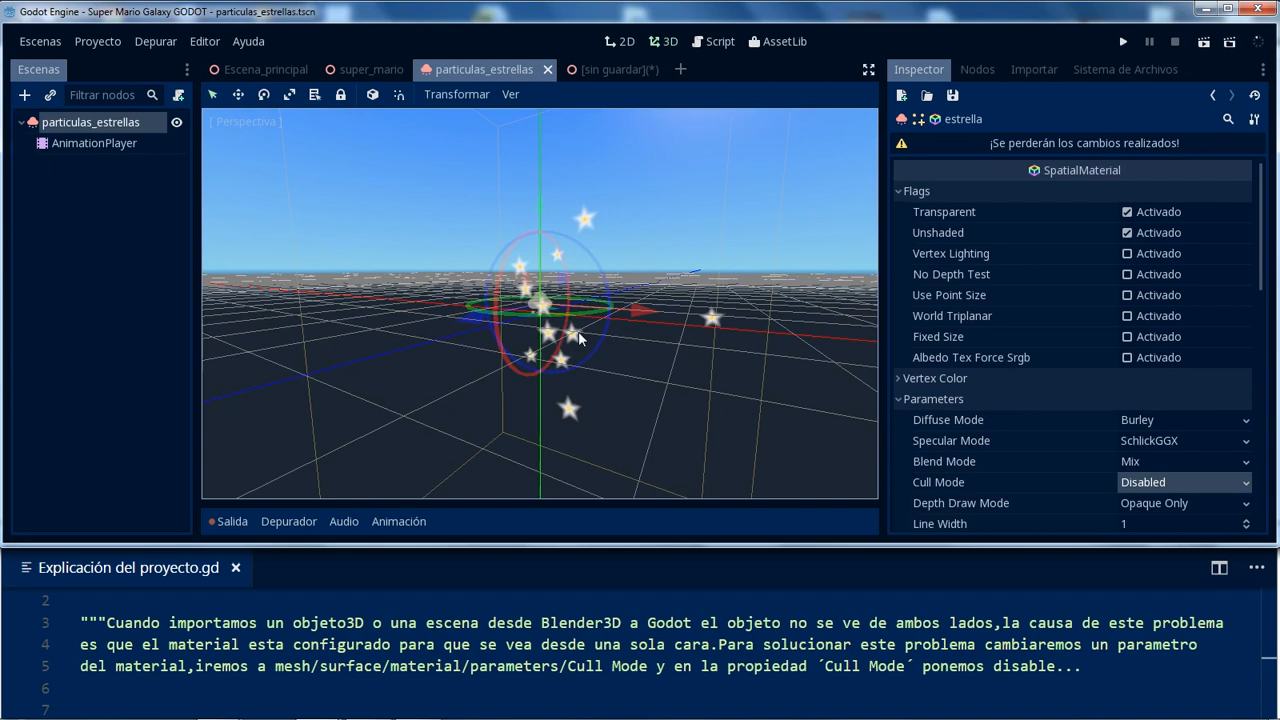 Godot Engine - Super Mario Galaxy GODOT - particulas_estrellas.tscn
Escenas Proyecto Depurar Editor Ayuda
2D 3D Script AssetLib
Escenas
Filtrar nodos
particulas_estrellas
AnimationPlayer
Escena_principal super_mario particulas_estrellas [sin guardar](*)
Transformar Ver
[ Perspectiva ]
Salida Depurador Audio Animación
Inspector Nodos Importar Sistema de Archivos
estrella
¡Se perderán los cambios realizados!
SpatialMaterial
Flags
Transparent Activado
Unshaded Activado
Vertex Lighting Activado
No Depth Test Activado
Use Point Size Activado
World Triplanar Activado
Fixed Size Activado
Albedo Tex Force Srgb Activado
Vertex Color
Parameters
Diffuse Mode Burley
Specular Mode SchlickGGX
Blend Mode Mix
Cull Mode Disabled
Depth Draw Mode Opaque Only
Line Width 1
Explicación del proyecto.gd
2
3 """Cuando importamos un objeto3D o una escena desde Blender3D a Godot el objeto no se ve de ambos lados,la causa de este problema
4 es que el material esta configurado para que se vea desde una sola cara.Para solucionar este problema cambiaremos un parametro
5 del material,iremos a mesh/surface/material/parameters/Cull Mode y en la propiedad ´Cull Mode´ ponemos disable...
6
7